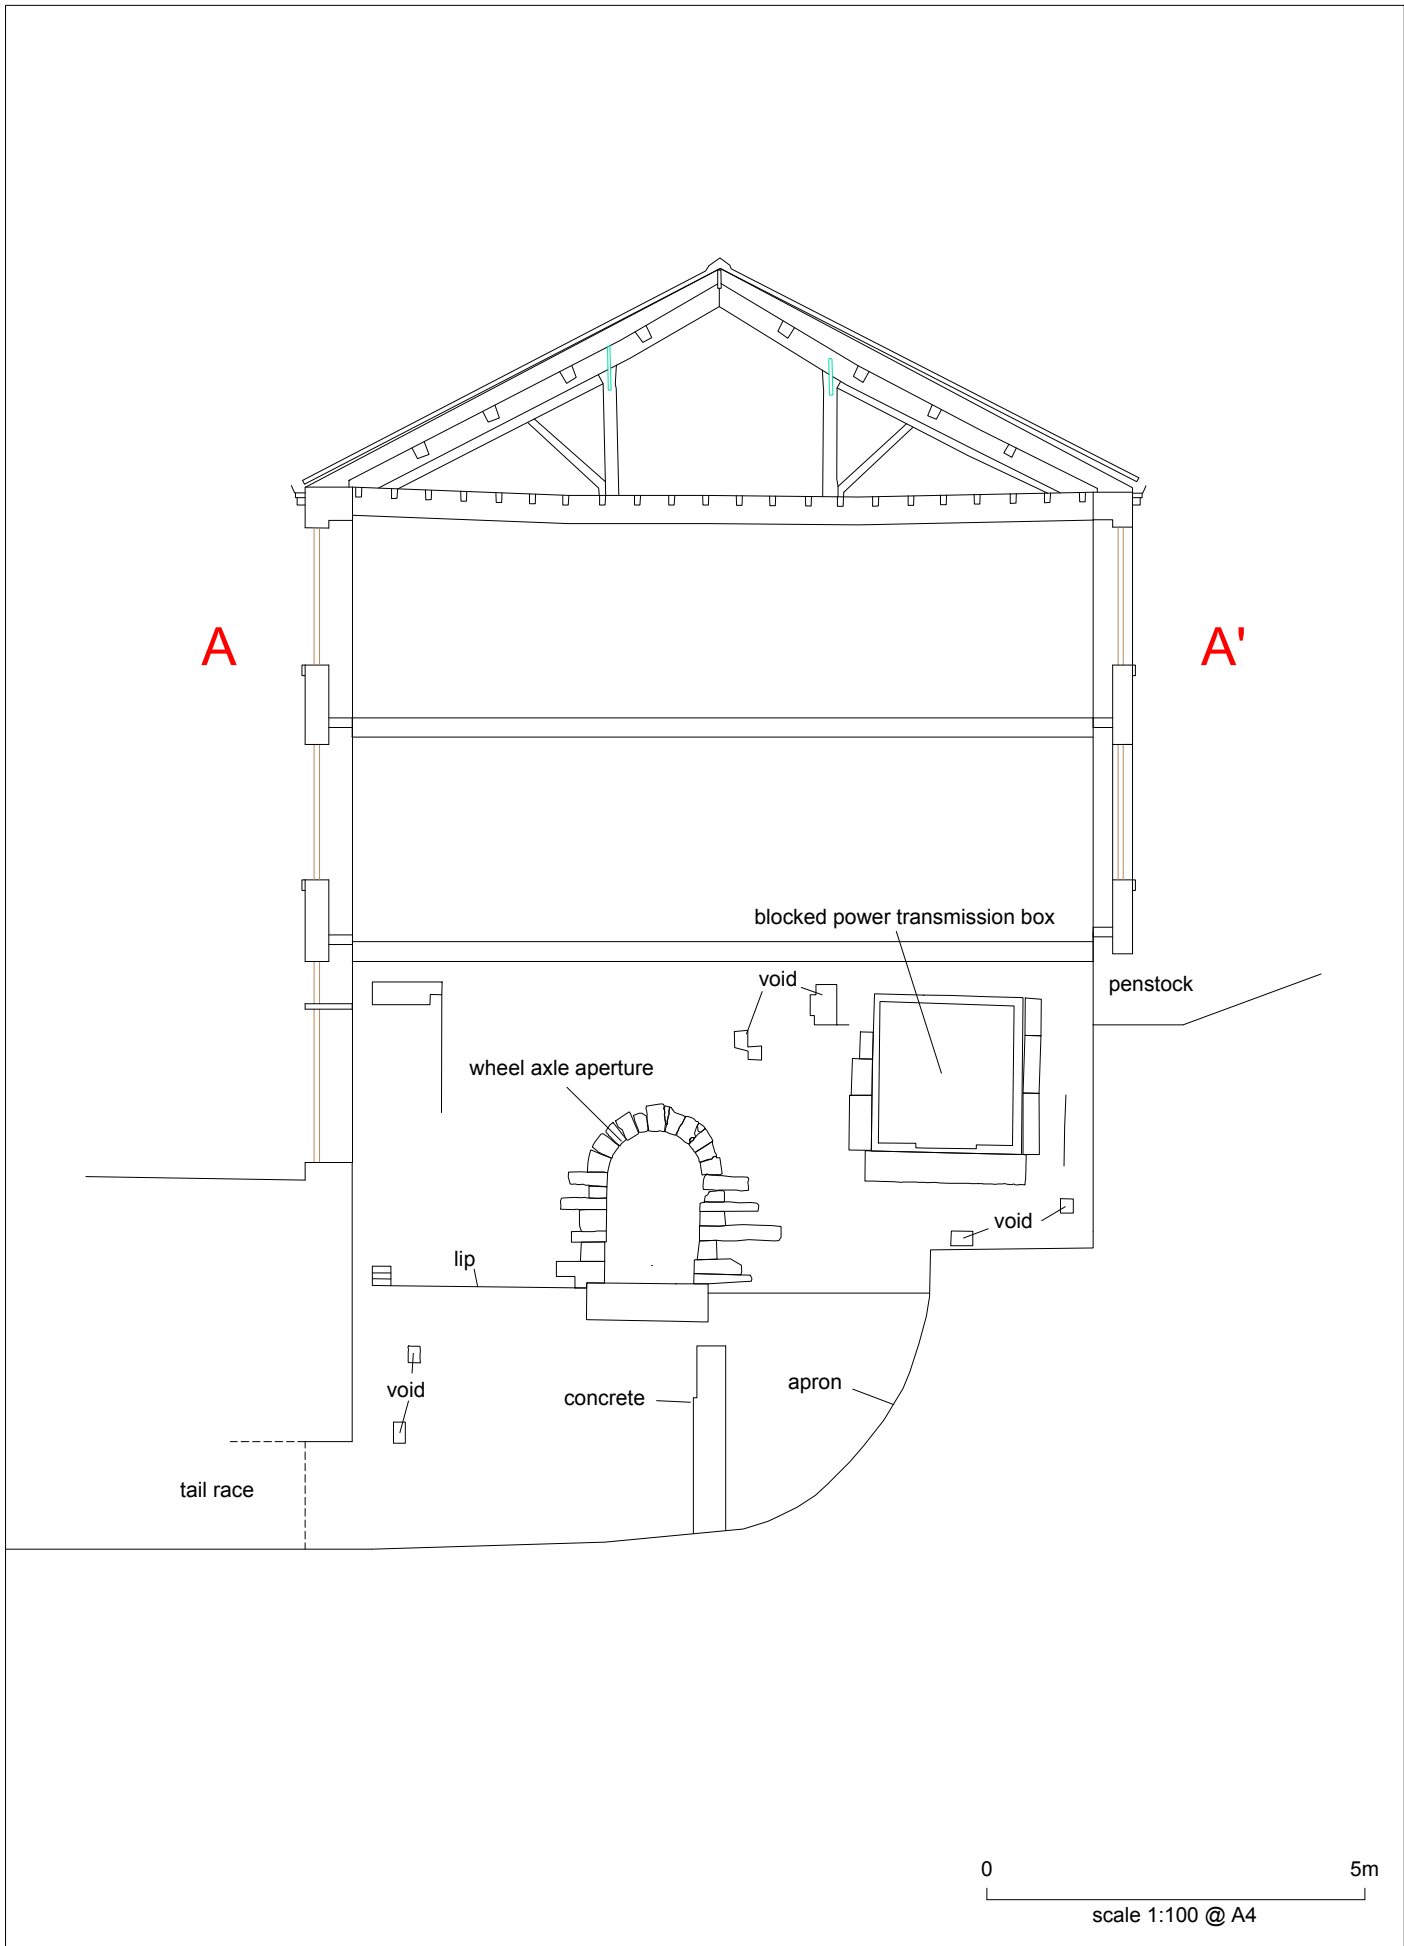 A
A'
blocked power transmission box
void
penstock
wheel axle aperture
void
lip
void
apron
concrete
tail race
0
5m
scale 1:100 @ A4